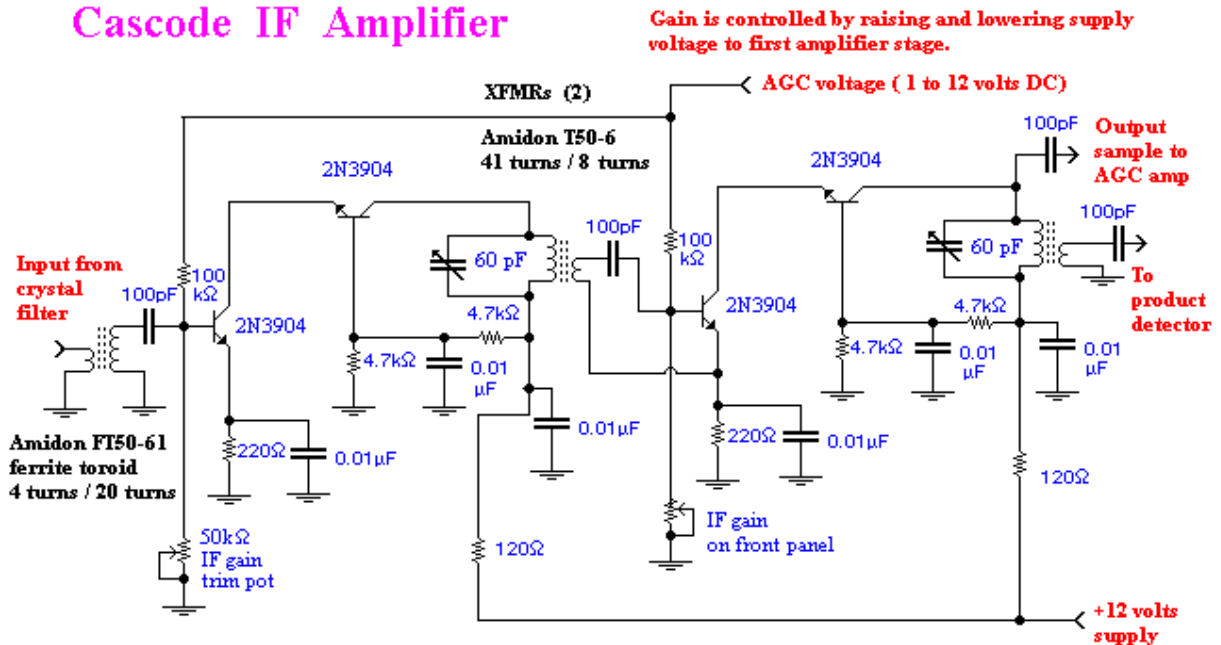 Cascode IF Amplifier
Gain is controlled by raising and lowering supply
voltage to first amplifier stage.
XFMRs (2)
AGC voltage ( 1 to 12 volts DC)
Amidon T50-6
41 turns / 8 turns
100pF
Output
sample to
AGC amp
2N3904
2N3904
100pF
100
kΩ
60 pF
60 pF
100pF
Input from
crystal
filter
100
kΩ
100pF
2N3904
2N3904
To
product
detector
4.7kΩ
4.7kΩ
4.7kΩ
0.01
µF
4.7kΩ
0.01
µF
0.01
µF
0.01µF
Amidon FT50-61
ferrite toroid
4 turns / 20 turns
220Ω
0.01µF
220Ω
0.01µF
120Ω
50kΩ
IF gain
trim pot
120Ω
IF gain
on front panel
+12 volts
supply